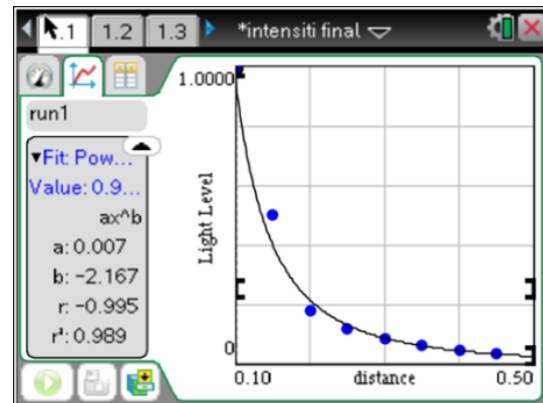 1.1 1.2 1.3 *intensiti final
run1
Fit: Pow...
Value: 0.9...
ax^b
a: 0.007
b: -2.167
r: -0.995
r²: 0.989
1.0000
Light Level
0
0.10 distance 0.50